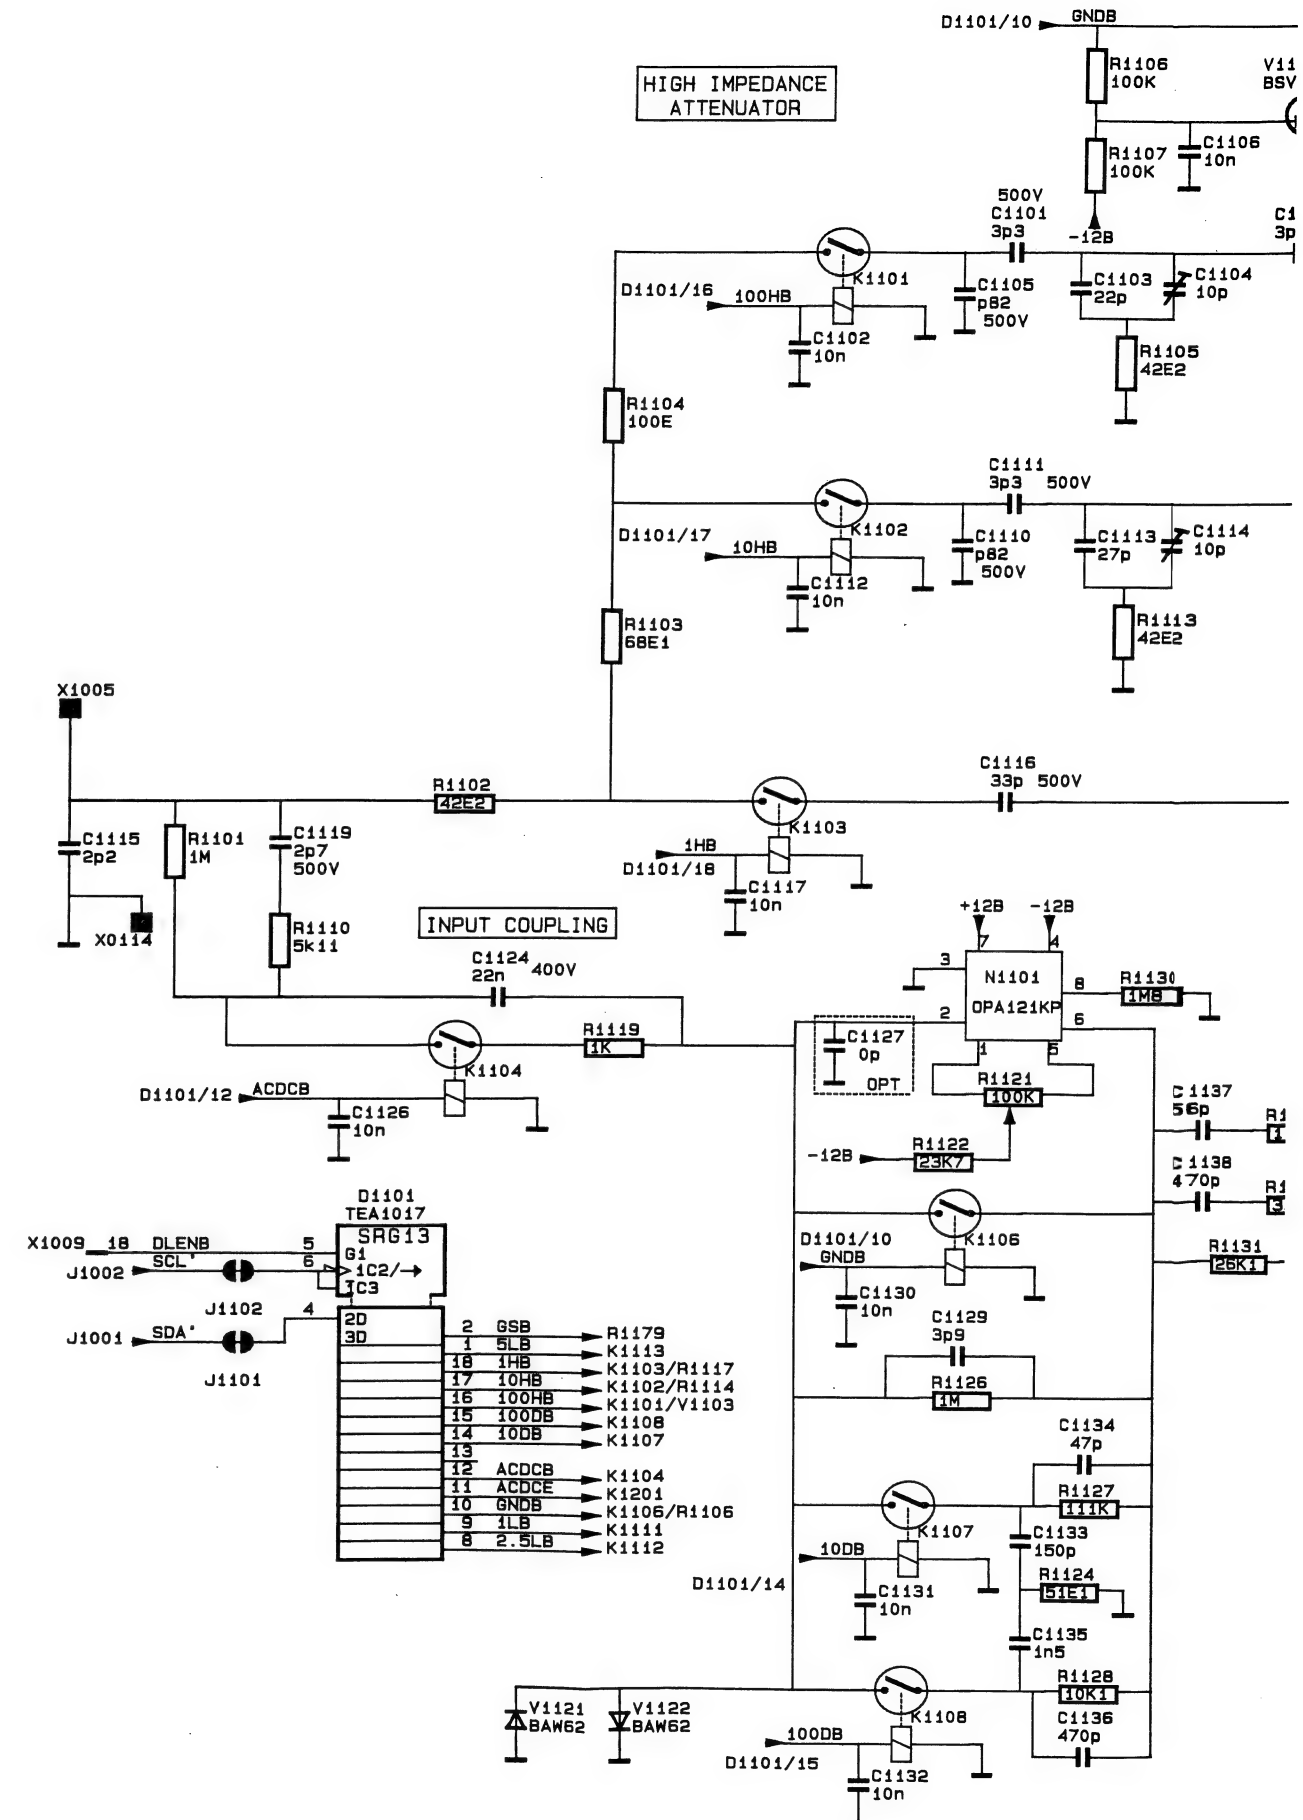 D1101/10 GNDB
R1106
100K
V11
BSV
HIGH IMPEDANCE
ATTENUATOR
R1107
100K
C1106
10n
-12B
500V
C1101
3p3
C1
3p
K1101
D1101/16 100HB
C1102
10n
C1105
p82
500V
C1103
22p
C1104
10p
R1105
42E2
R1104
100E
C1111
3p3 500V
K1102
D1101/17 10HB
C1112
10n
C1110
p82
500V
C1113
27p
C1114
10p
R1113
42E2
R1103
68E1
X1005
R1102
42E2
C1116
33p 500V
K1103
1HB
D1101/18
C1117
10n
C1115
2p2
R1101
1M
C1119
2p7
500V
X0114
R1110
5k11
INPUT COUPLING
C1124
22n 400V
+12B -12B
7 4
3
N1101
OPA121KP
8
R1130
1M8
2
6
1 5
C1127
0p
OPT
R1119
1K
K1104
D1101/12 ACDCB
C1126
10n
R1121
100K
-12B
R1122
23K7
C1137
56p
R1
1
C1138
470p
R1
3
K1106
D1101/10
GNDB
C1130
10n
R1131
26K1
D1101
TEA1017
SRG13
X1009 18 DLENB 5 G1
J1002 SCL' 6 1C2/→
C3
J1102
4 2D
J1001 SDA' 3D
J1101
2 GSB R1179
1 5LB K1113
18 1HB K1103/R1117
17 10HB K1102/R1114
16 100HB K1101/V1103
15 100DB K1108
14 10DB K1107
13
12 ACDCB K1104
11 ACDCE K1201
10 GNDB K1106/R1106
9 1LB K1111
8 2.5LB K1112
C1129
3p9
R1126
1M
C1134
47p
R1127
111K
K1107
10DB
D1101/14
C1131
10n
C1133
150p
R1124
51E1
C1135
1n5
R1128
10K1
C1136
470p
K1108
100DB
D1101/15
C1132
10n
V1121
BAW62
V1122
BAW62